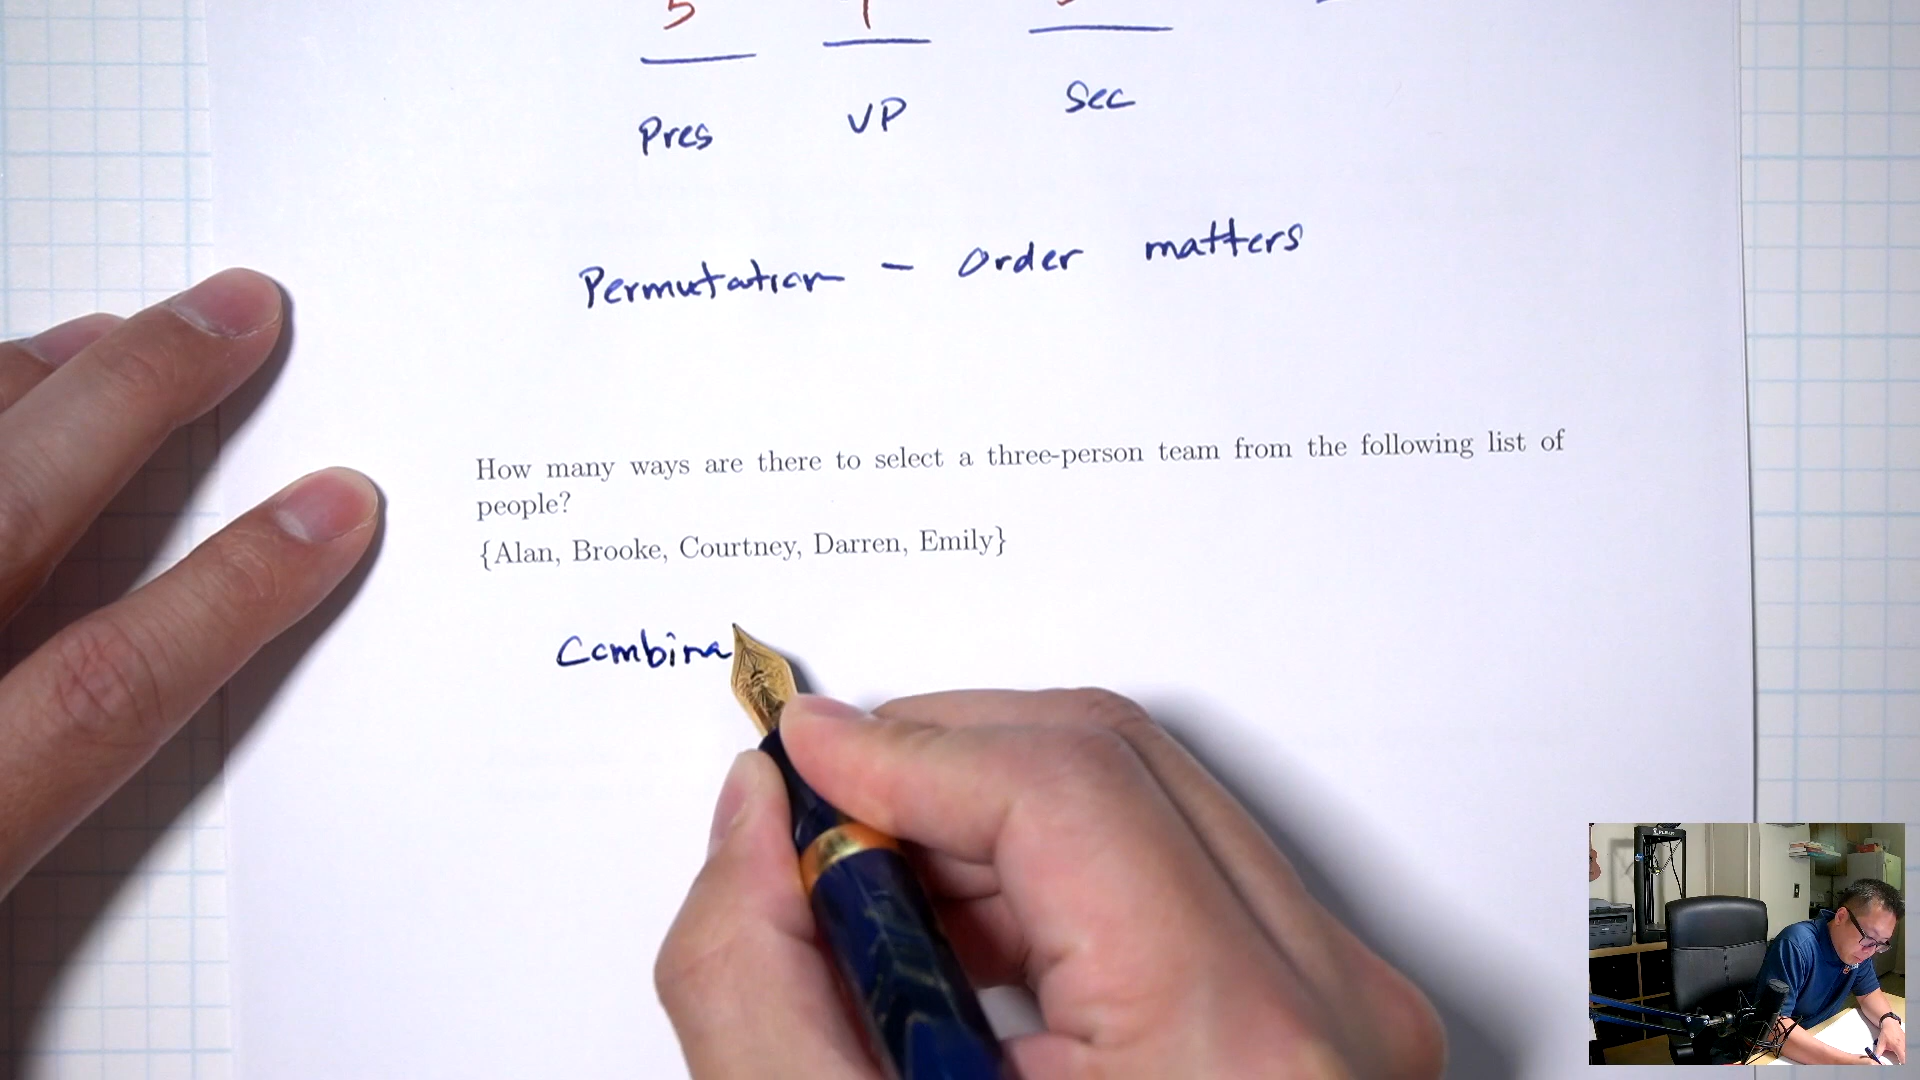 5
Pres VP Sec
Permutation – Order matters
How many ways are there to select a three-person team from the following list of
people?
{Alan, Brooke, Courtney, Darren, Emily}
Combina